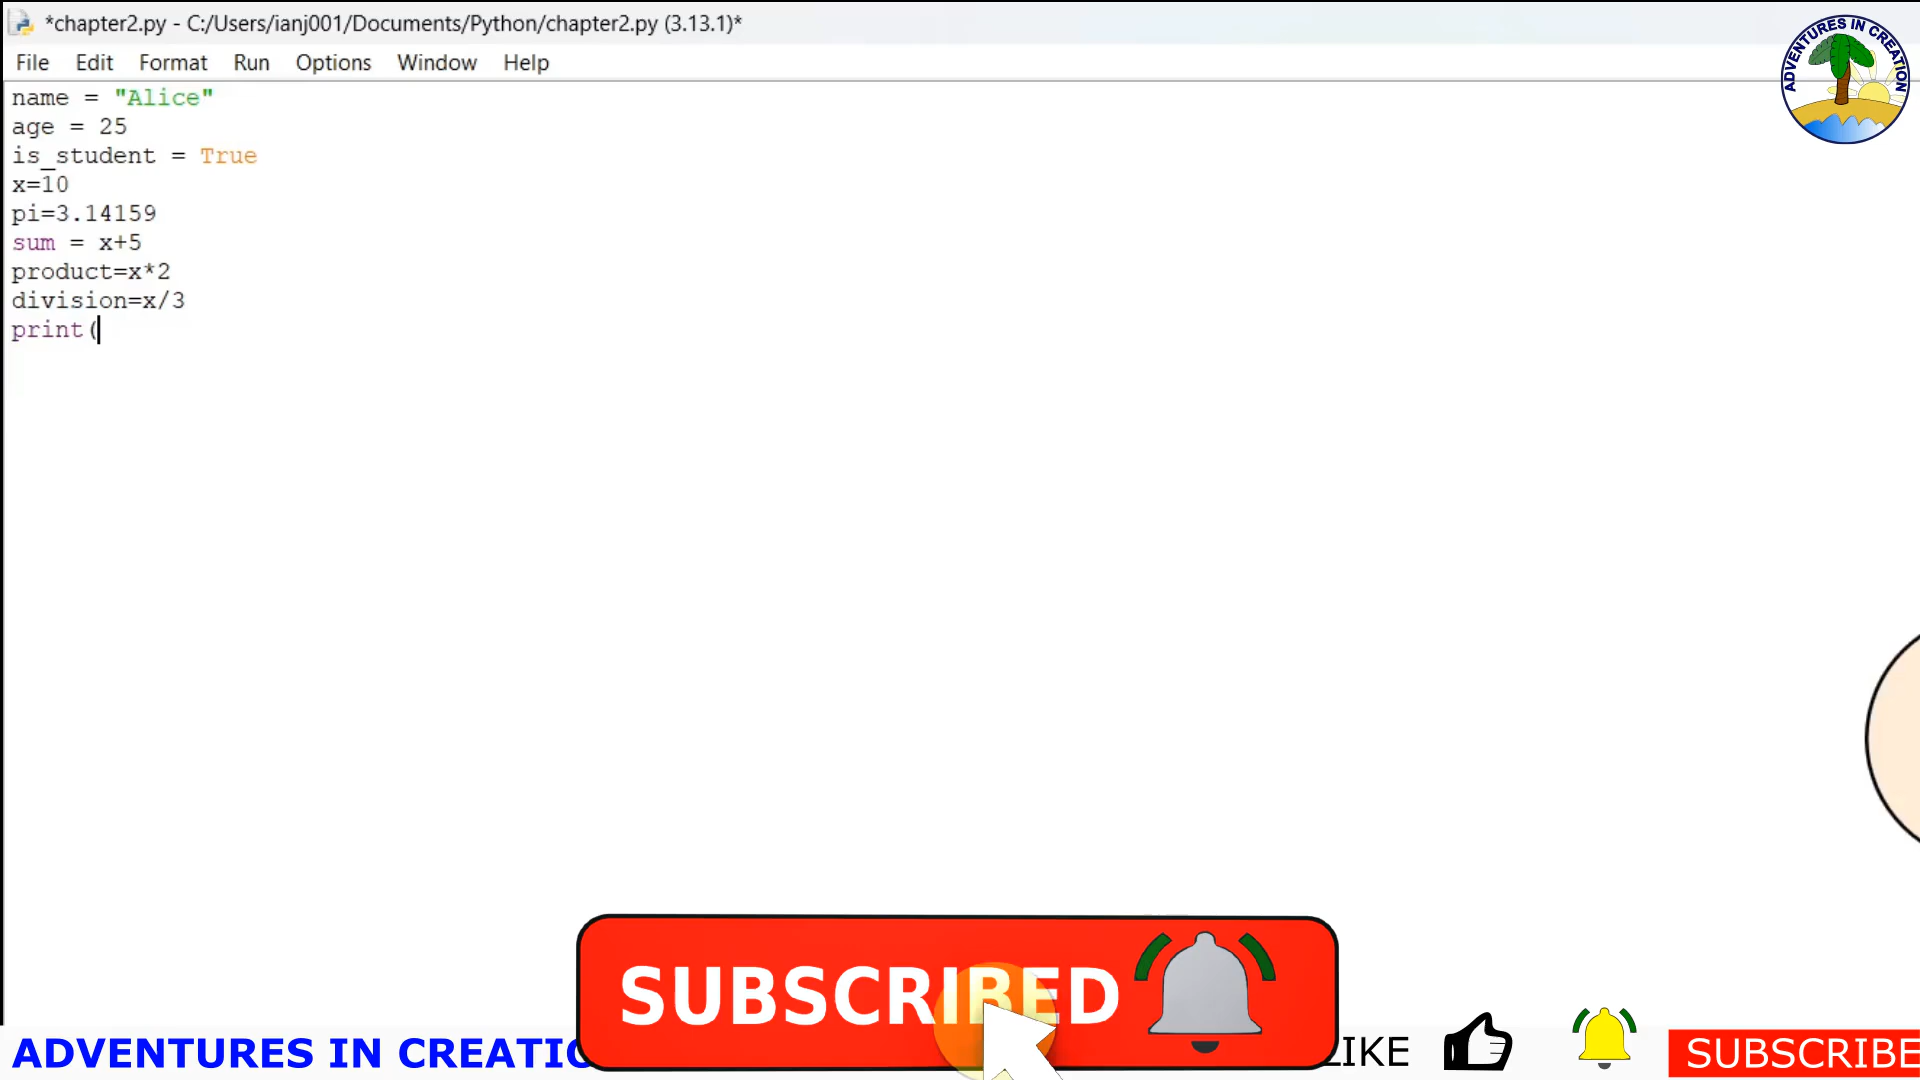 *chapter2.py - C:/Users/ianj001/Documents/Python/chapter2.py (3.13.1)*
File Edit Format Run Options Window Help
ADVENTURES IN CREATION
name = "Alice"
age = 25
is_student = True
x=10
pi=3.14159
sum = x+5
product=x*2
division=x/3
print(
SUBSCRIBED
ADVENTURES IN CREATIO
LIKE
SUBSCRIBE